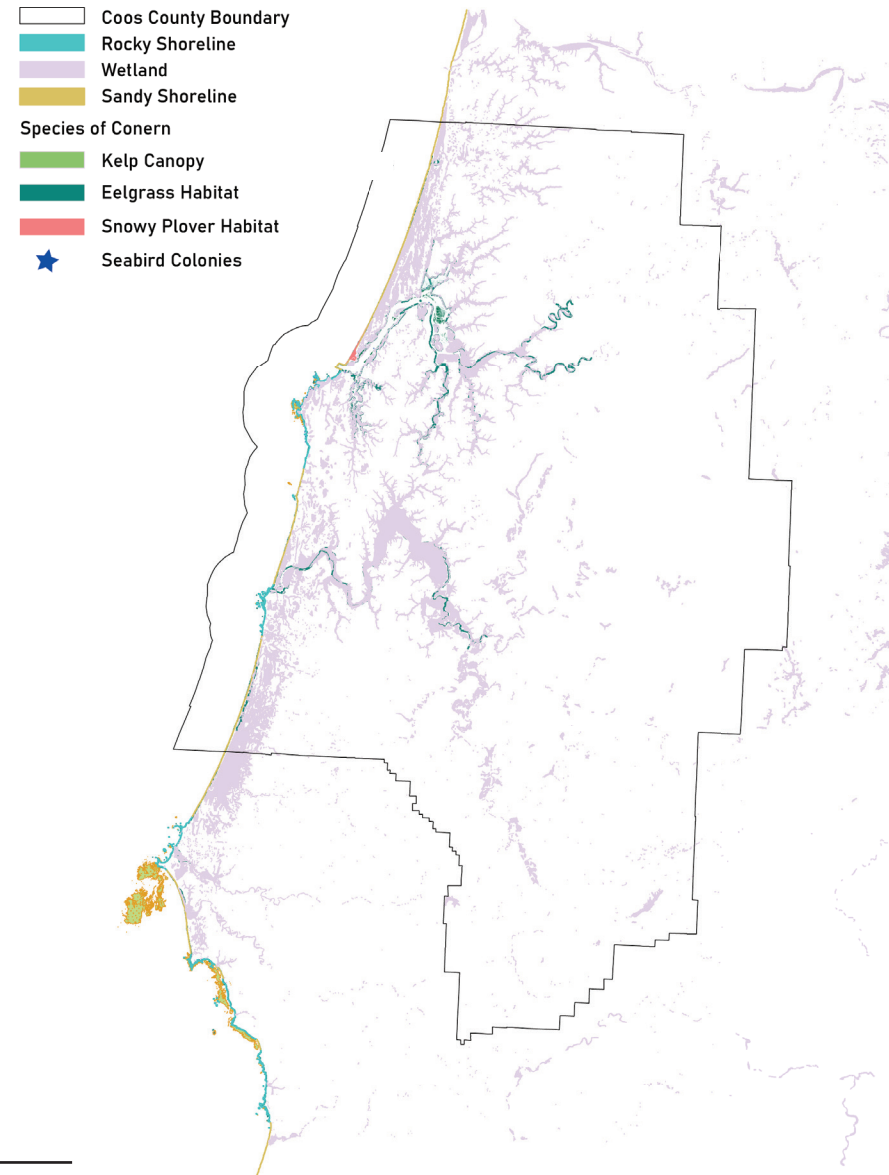 Coos County Boundary
Rocky Shoreline
Wetland
Sandy Shoreline
Species of Conern
Kelp Canopy
Eelgrass Habitat
Snowy Plover Habitat
Seabird Colonies